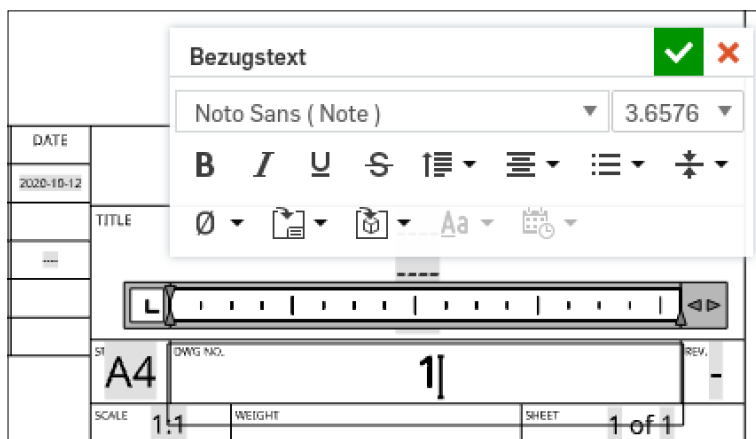 Bezugstext
Noto Sans ( Note )
3.6576
B I U S
Ø Aa
DATE
2020-10-12
TITLE
----
----
L
A4
DWG NO.
1
REV.
-
SCALE 1:1
WEIGHT
SHEET 1 of 1